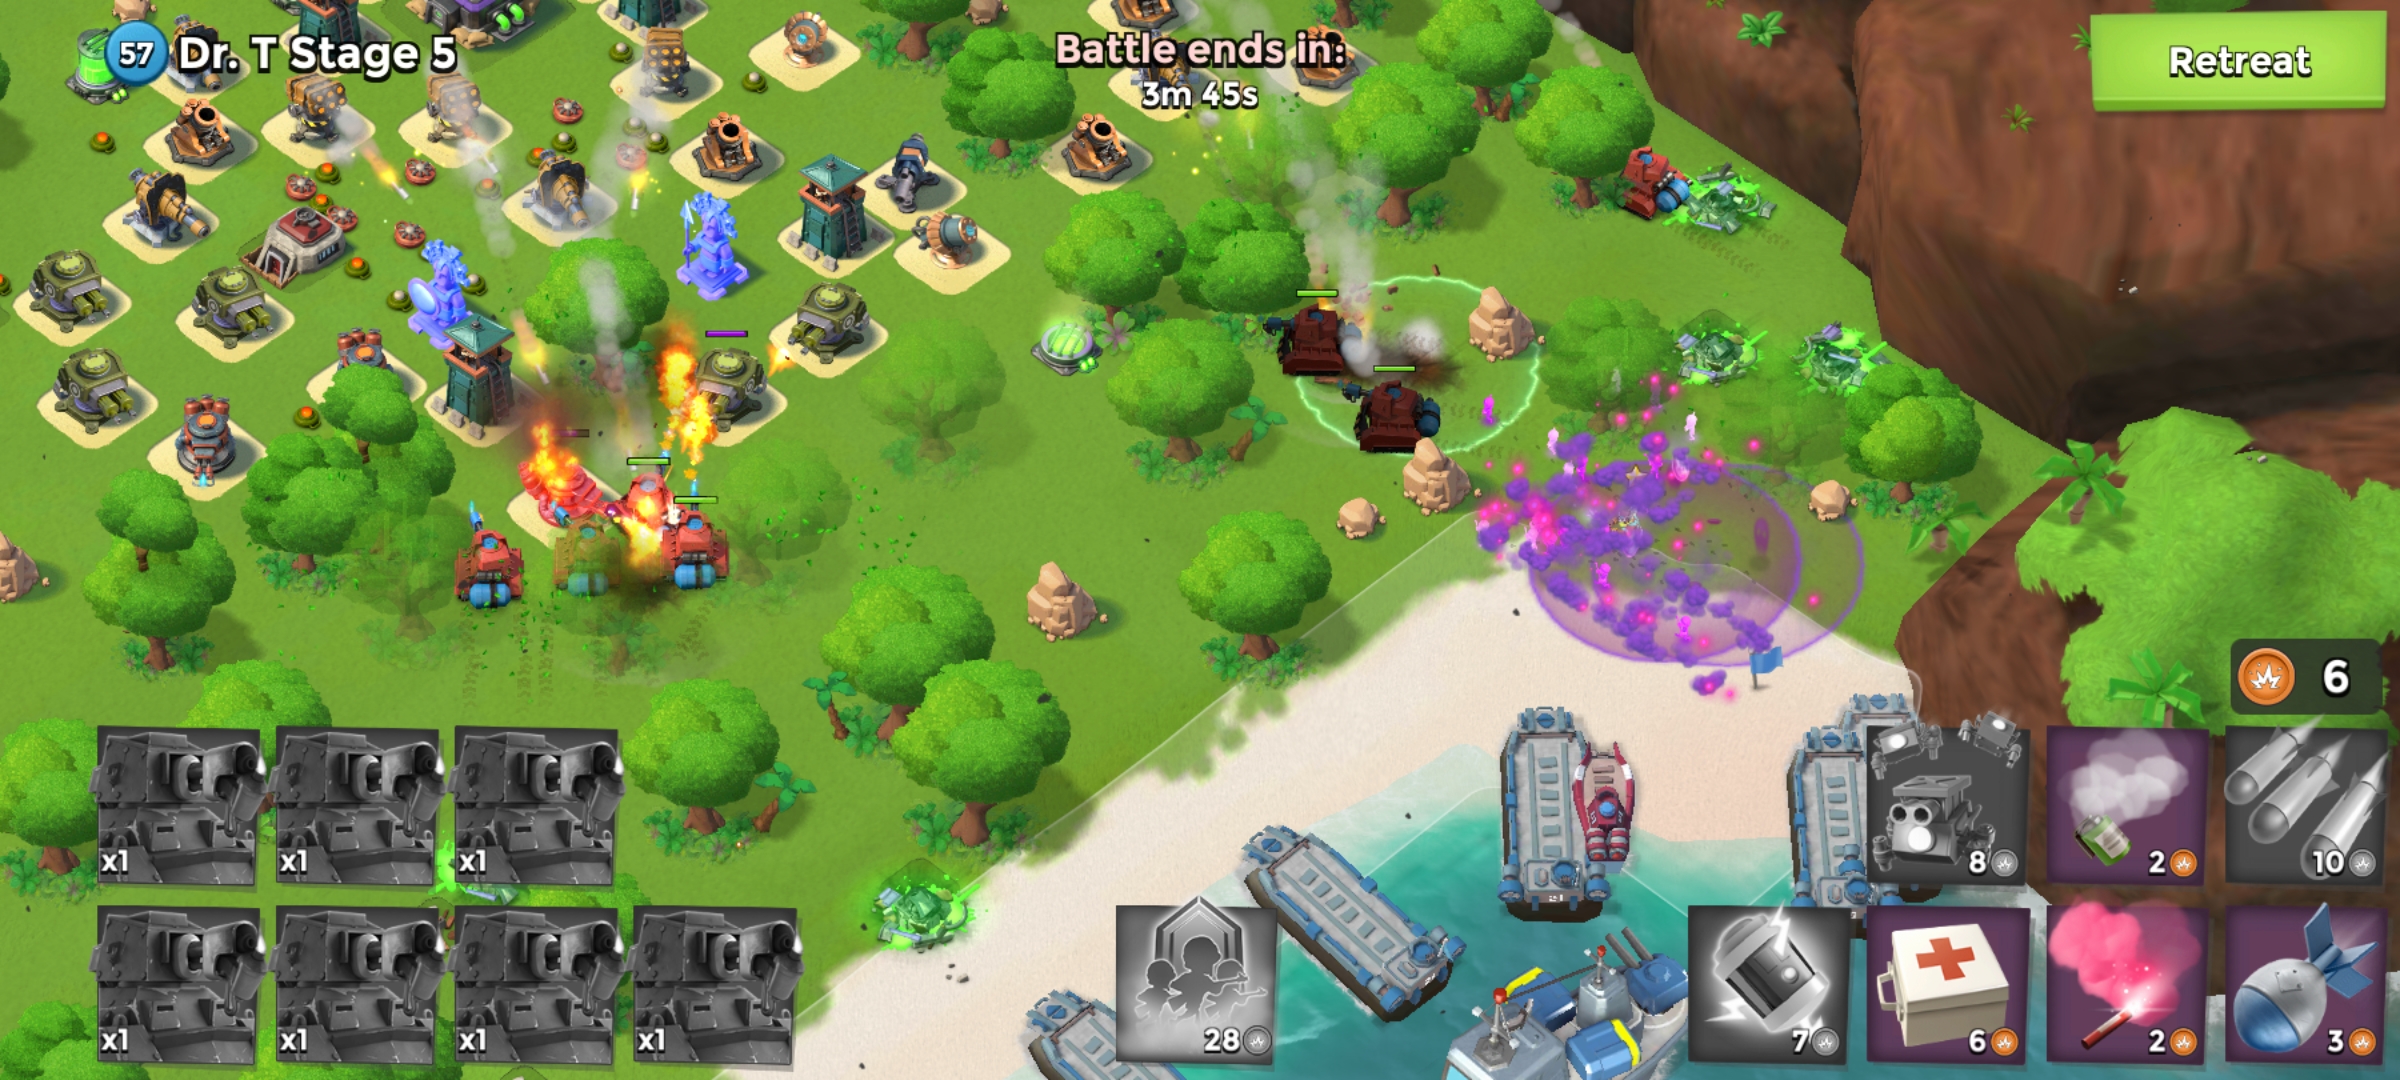 57 Dr. T Stage 5
Battle ends in:
3m 45s
Retreat
6
8
2
10
x1
x1
x1
x1
x1
x1
x1
28
7
6
2
3